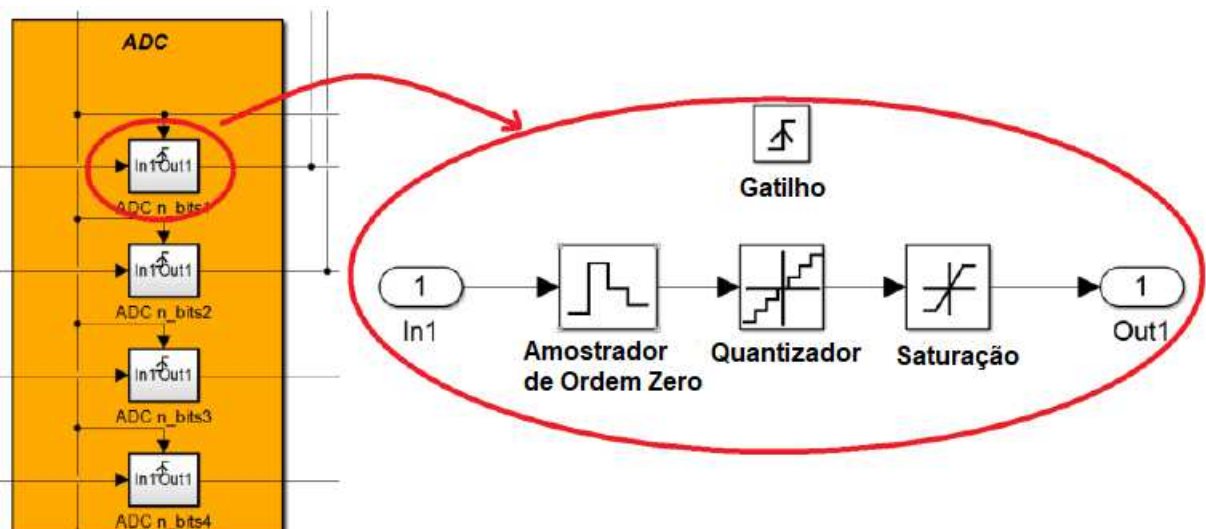 ADC
In1 Out1
ADC n_bits1
In1 Out1
ADC n_bits2
In1 Out1
ADC n_bits3
In1 Out1
ADC n_bits4
Gatilho
1
In1
Amostrador
de Ordem Zero
Quantizador
Saturação
1
Out1